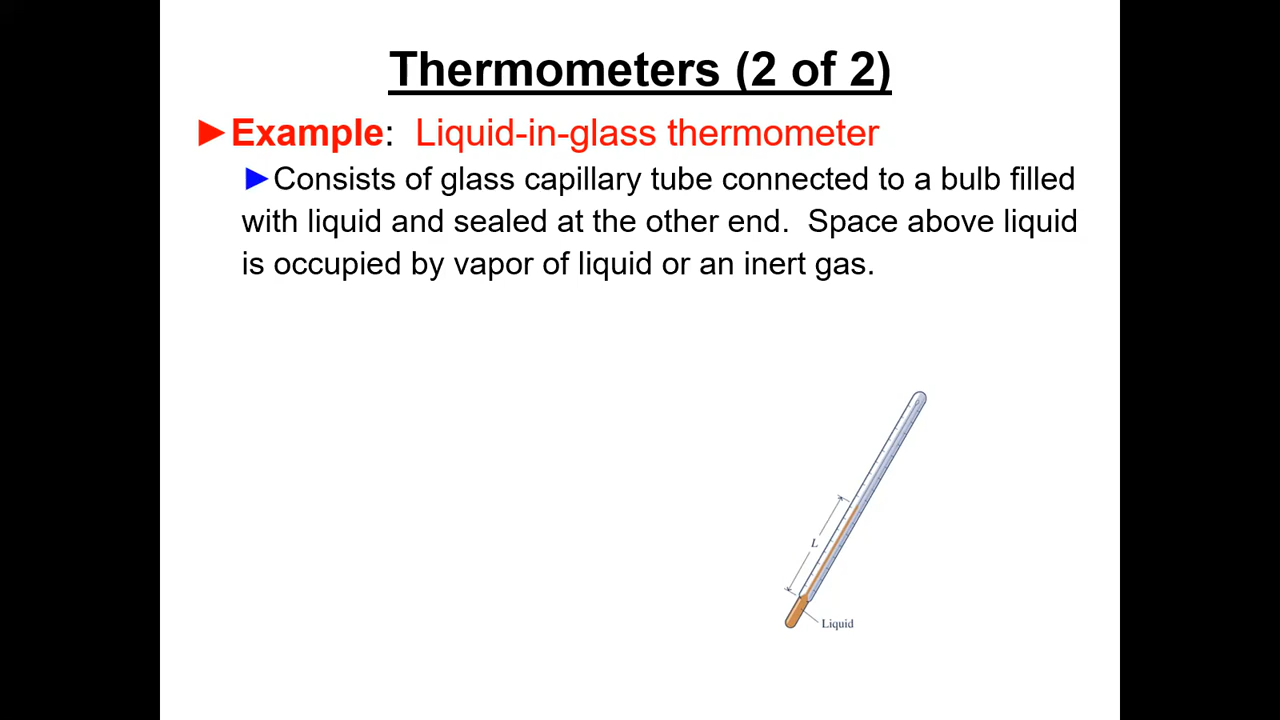 Thermometers (2 of 2)
►Example:  Liquid-in-glass thermometer
►Consists of glass capillary tube connected to a bulb filled
with liquid and sealed at the other end.  Space above liquid
is occupied by vapor of liquid or an inert gas.
L
Liquid